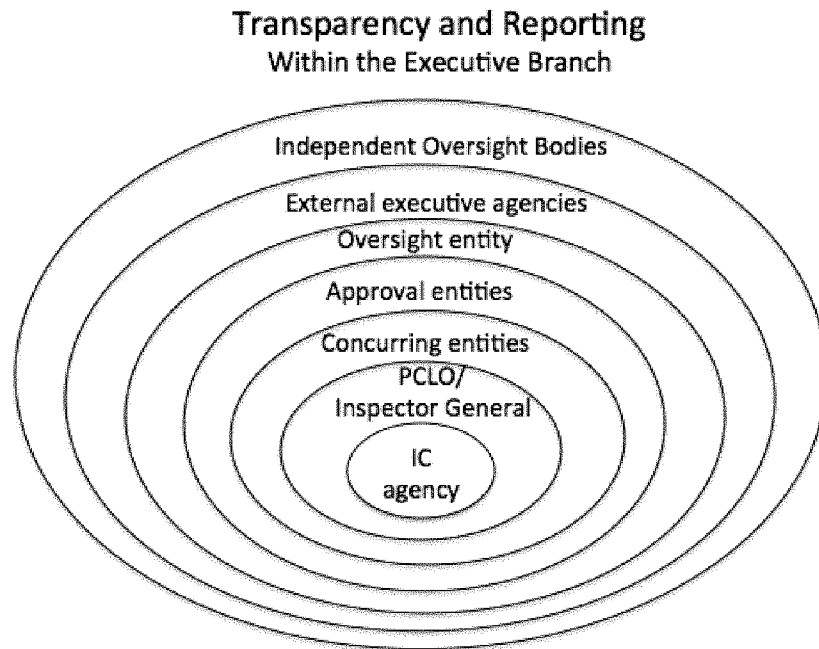 Transparency and Reporting
Within the Executive Branch
Independent Oversight Bodies
External executive agencies
Oversight entity
Approval entities
Concurring entities
PCLO/
Inspector General
IC
agency